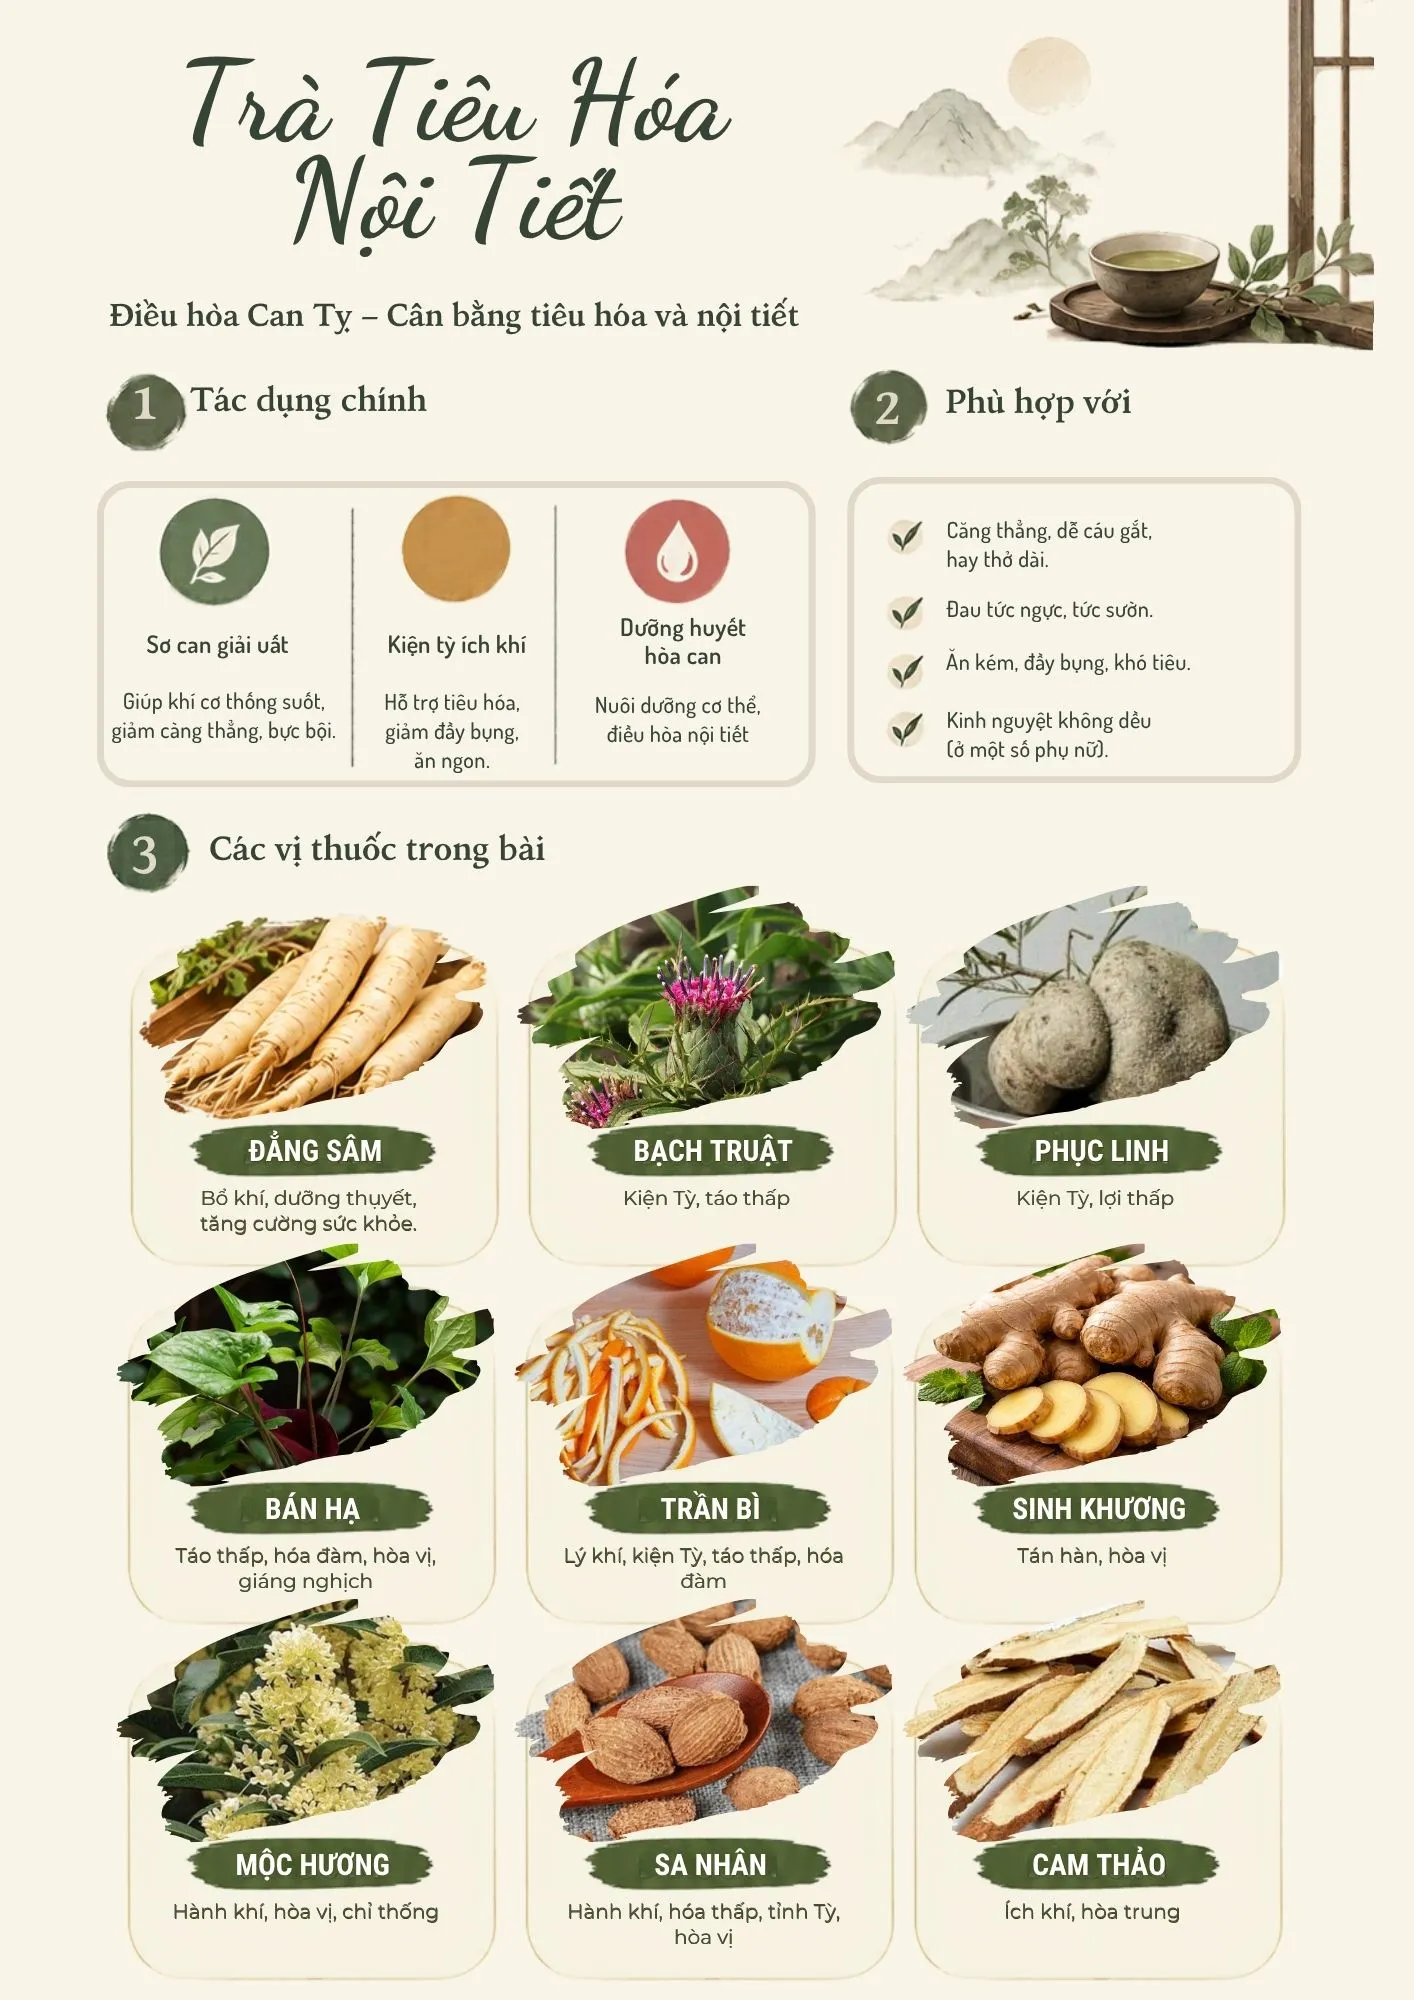 Trà Tiêu Hóa
Nội Tiết
Điều hòa Can Tỵ – Cân bằng tiêu hóa và nội tiết
1
Tác dụng chính
Sơ can giải uất
Giúp khí cơ thống suốt,
giảm càng thẳng, bực bội.
Kiện tỳ ích khí
Hỗ trợ tiêu hóa,
giảm đầy bụng,
ăn ngon.
Dưỡng huyết
hòa can
Nuôi dưỡng cơ thể,
điều hòa nội tiết
2
Phù hợp với
Căng thẳng, dễ cáu gắt,
hay thở dài.
Đau tức ngực, tức sườn.
Ăn kém, đầy bụng, khó tiêu.
Kinh nguyệt không dều
(ở một số phụ nữ).
3
Các vị thuốc trong bài
ĐẲNG SÂM
Bổ khí, dưỡng thụyết,
tăng cường sức khỏe.
BẠCH TRUẬT
Kiện Tỳ, táo thấp
PHỤC LINH
Kiện Tỳ, lợi thấp
BÁN HẠ
Táo thấp, hóa đàm, hòa vị,
giáng nghịch
TRẦN BÌ
Lý khí, kiện Tỳ, táo thấp, hóa
đàm
SINH KHƯƠNG
Tán hàn, hòa vị
MỘC HƯƠNG
Hành khí, hòa vị, chỉ thống
SA NHÂN
Hành khí, hóa thấp, tỉnh Tỳ,
hòa vị
CAM THẢO
Ích khí, hòa trung